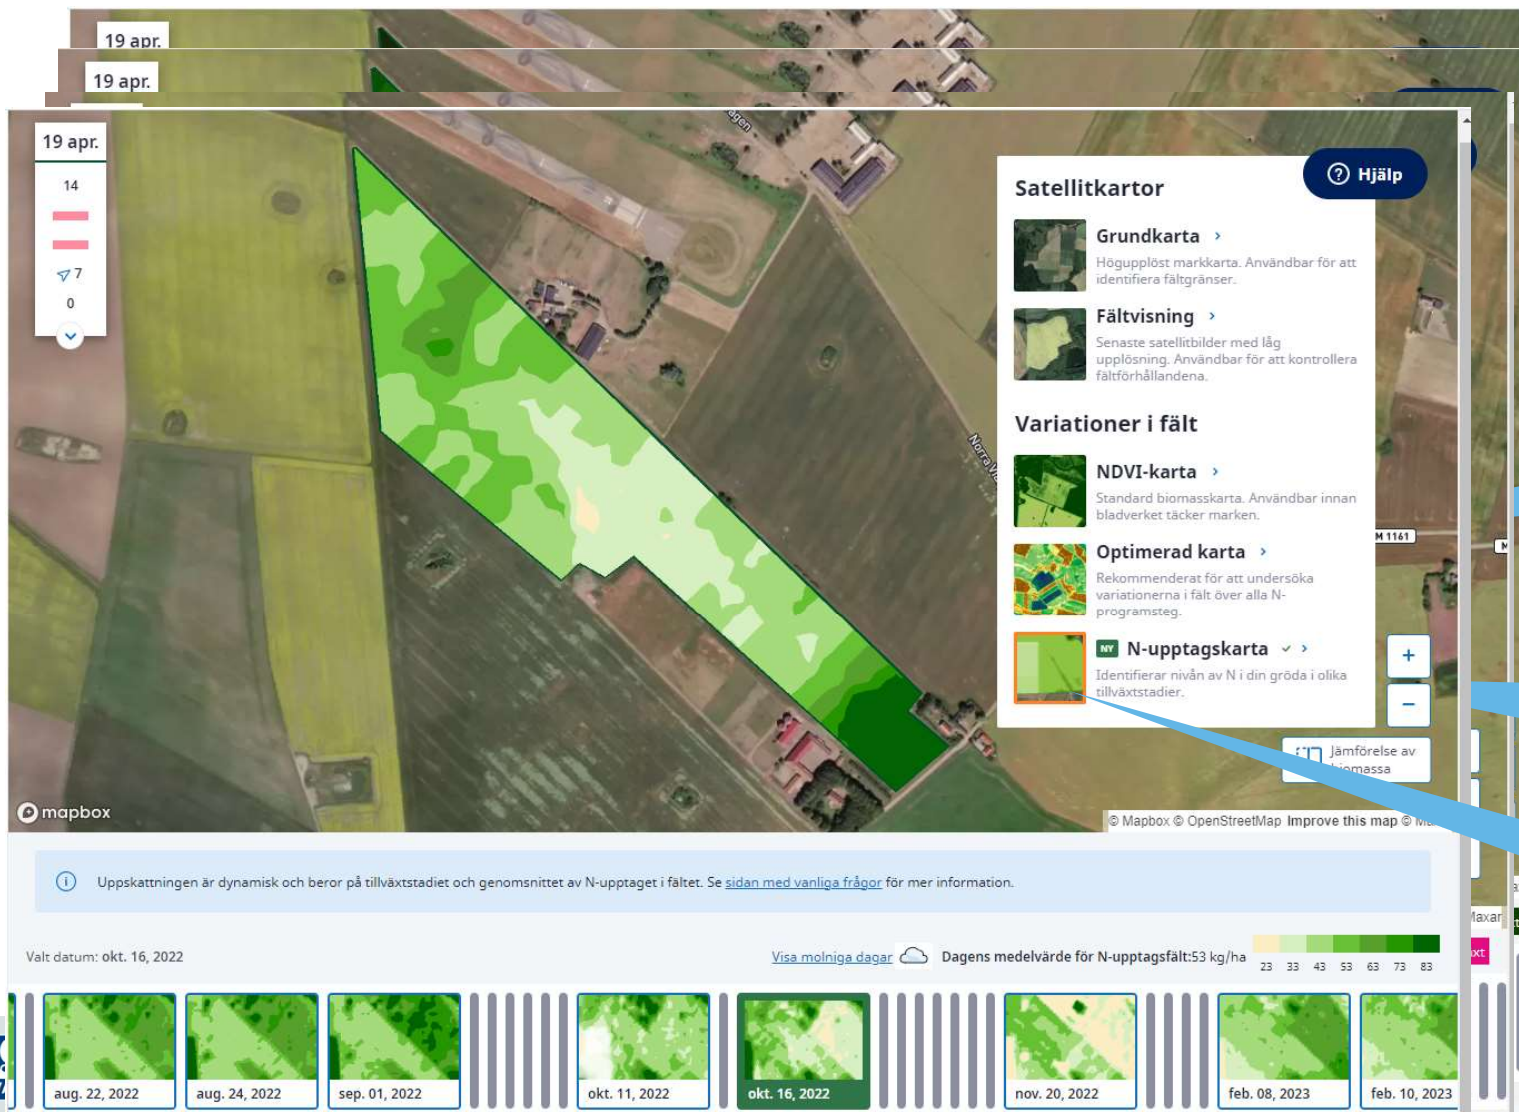 19 apr.
19 apr.
19 apr.
14
7
0
Hjälp
Satellitkartor
Grundkarta
Högupplöst markkarta. Användbar för att
identifiera fältgränser.
Fältvisning
Senaste satellitbilder med låg
upplösning. Användbar för att kontrollera
fältförhållandena.
Variationer i fält
NDVI-karta
Standard biomasskarta. Användbar innan
bladverket täcker marken.
Optimerad karta
Rekommenderat för att undersöka
variationerna i fält över alla N-
programsteg.
NY N-upptagskarta
Identifierar nivån av N i din gröda i olika
tillväxtstadier.
M 1161
Norra
+
−
Jämförelse av
biomassa
mapbox
© Mapbox © OpenStreetMap Improve this map ©
Maxar
Uppskattningen är dynamisk och beror på tillväxtstadiet och genomsnittet av N-upptaget i fältet. Se sidan med vanliga frågor för mer information.
Valt datum: okt. 16, 2022
Visa molniga dagar
Dagens medelvärde för N-upptagsfält:53 kg/ha
23 33 43 53 63 73 83
aug. 22, 2022
aug. 24, 2022
sep. 01, 2022
okt. 11, 2022
okt. 16, 2022
nov. 20, 2022
feb. 08, 2023
feb. 10, 2023